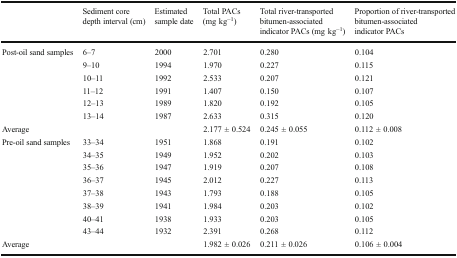 Sediment core depth interval (cm) Estimated sample date Total PACs (mg kg−1) Total river-transported bitumen-associated indicator PACs (mg kg−1) Proportion of river-transported bitumen-associated indicator PACs
Post-oil sand samples 6–7 2000 2.701 0.280 0.104
9–10 1994 1.970 0.227 0.115
10–11 1992 2.533 0.207 0.121
11–12 1991 1.407 0.150 0.107
12–13 1989 1.820 0.192 0.105
13–14 1987 2.633 0.315 0.120
Average 2.177 ± 0.524 0.245 ± 0.055 0.112 ± 0.008
Pre-oil sand samples 33–34 1951 1.868 0.191 0.102
34–35 1949 1.952 0.202 0.103
35–36 1947 1.919 0.207 0.108
36–37 1945 2.012 0.227 0.113
37–38 1943 1.793 0.188 0.105
38–39 1941 1.984 0.203 0.102
40–41 1938 1.933 0.203 0.105
43–44 1932 2.391 0.268 0.112
Average 1.982 ± 0.026 0.211 ± 0.026 0.106 ± 0.004